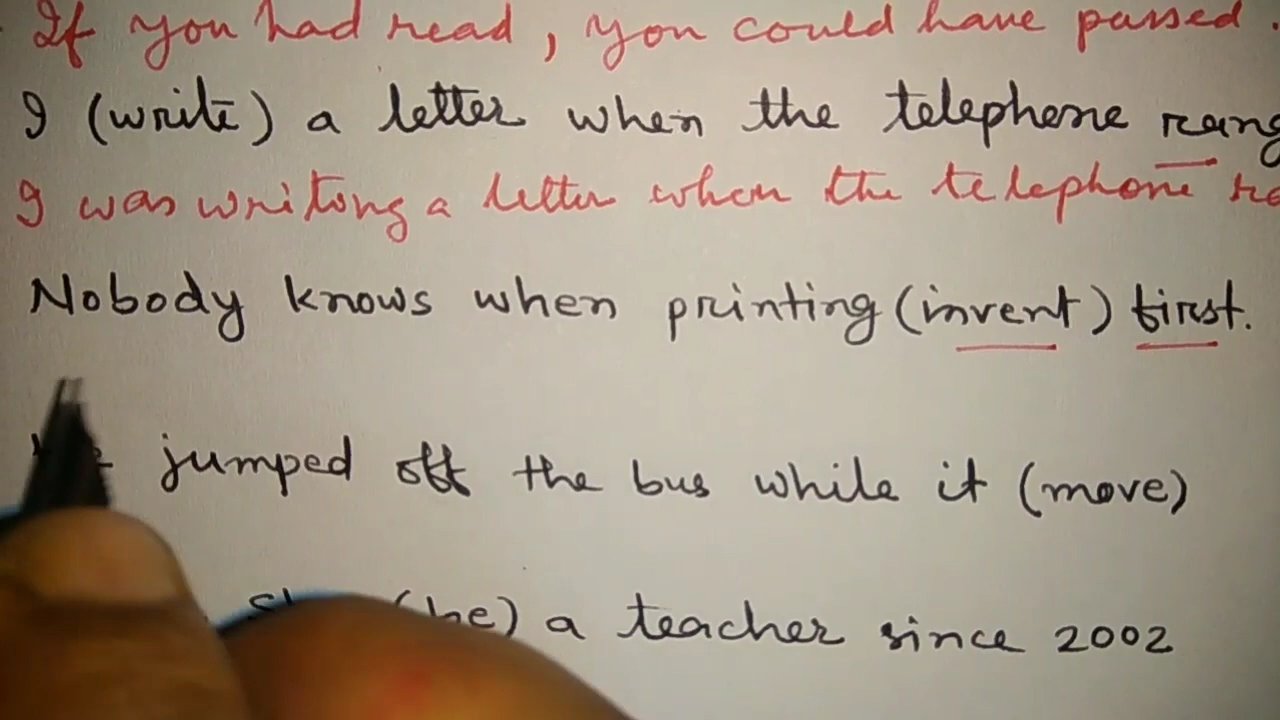 If you had read, you could have passed.
I (write) a letter when the telephone rang
I was writing a letter when the telephone
Nobody knows when printing (invent) first.
jumped off the bus while it (move)
(be) a teacher since 2002